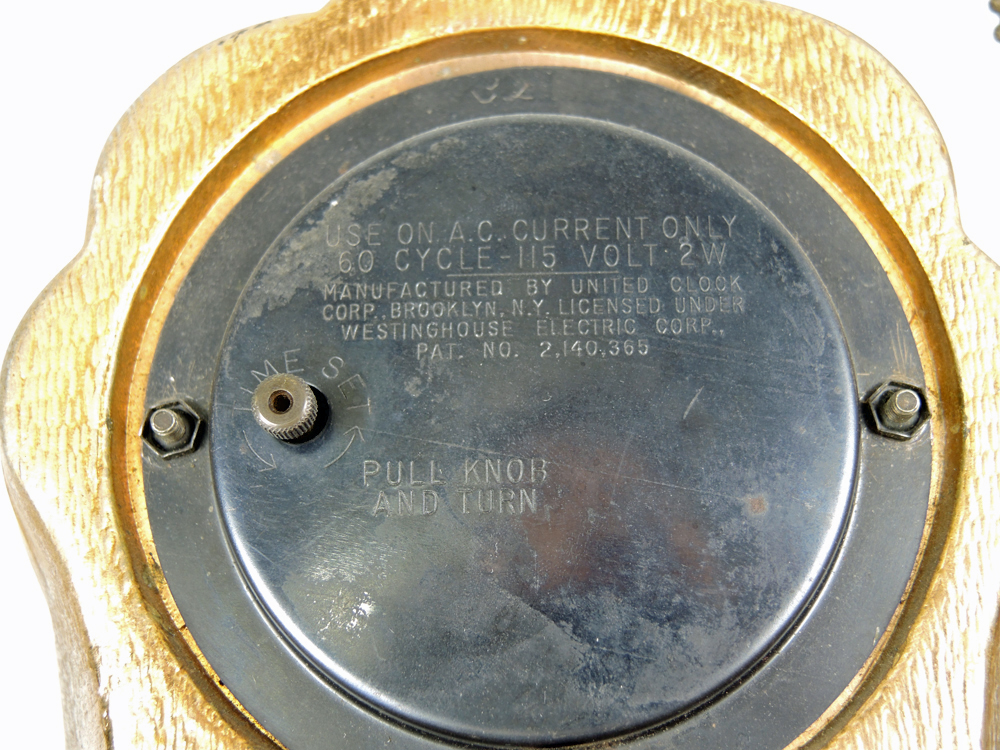 32
USE ON A.C. CURRENT ONLY
60 CYCLE-115 VOLT 2W
MANUFACTURED BY UNITED CLOCK
CORP., BROOKLYN, N.Y. LICENSED UNDER
WESTINGHOUSE ELECTRIC CORP.,
PAT. NO. 2,140,365
TIME SET
PULL KNOB
AND TURN